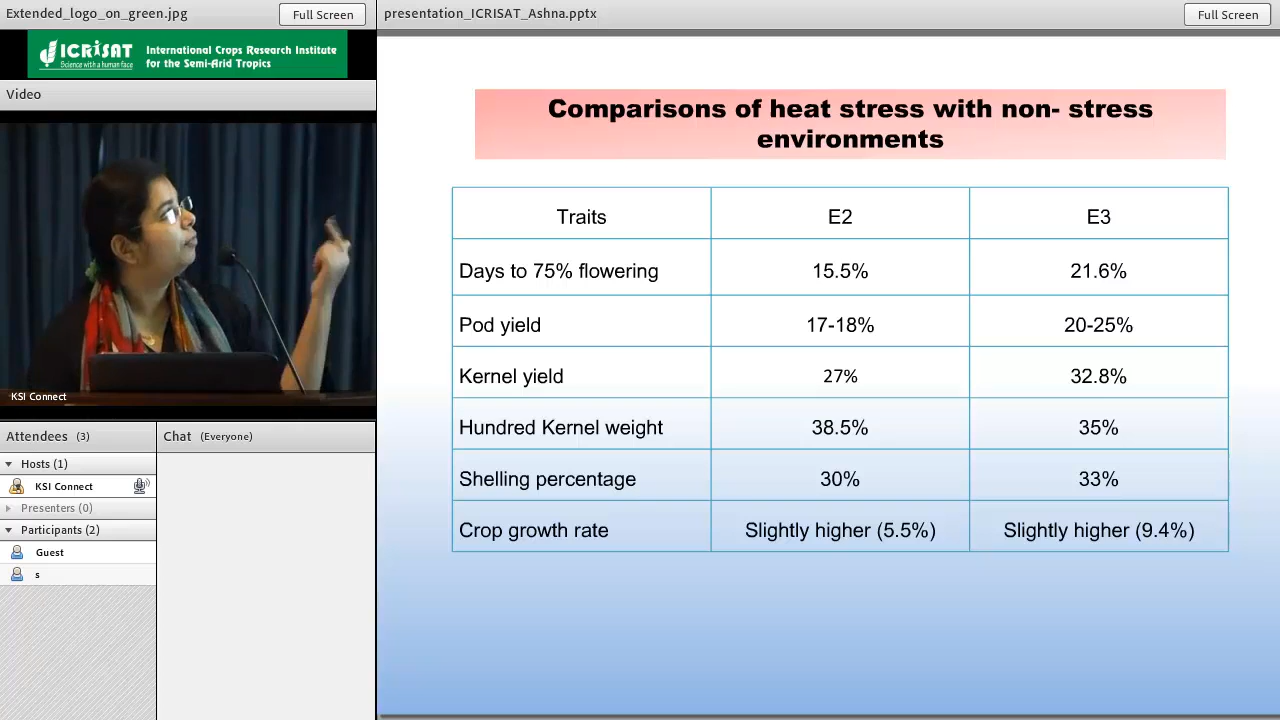 Extended_logo_on_green.jpg
Full Screen
ICRISAT
Science with a human face
International Crops Research Institute
for the Semi-Arid Tropics
Video
KSI Connect
Attendees (3)
Hosts (1)
KSI Connect
Presenters (0)
Participants (2)
Guest
s
Chat (Everyone)
presentation_ICRISAT_Ashna.pptx
Full Screen
Comparisons of heat stress with non- stress
environments
Traits E2 E3
Days to 75% flowering 15.5% 21.6%
Pod yield 17-18% 20-25%
Kernel yield 27% 32.8%
Hundred Kernel weight 38.5% 35%
Shelling percentage 30% 33%
Crop growth rate Slightly higher (5.5%) Slightly higher (9.4%)